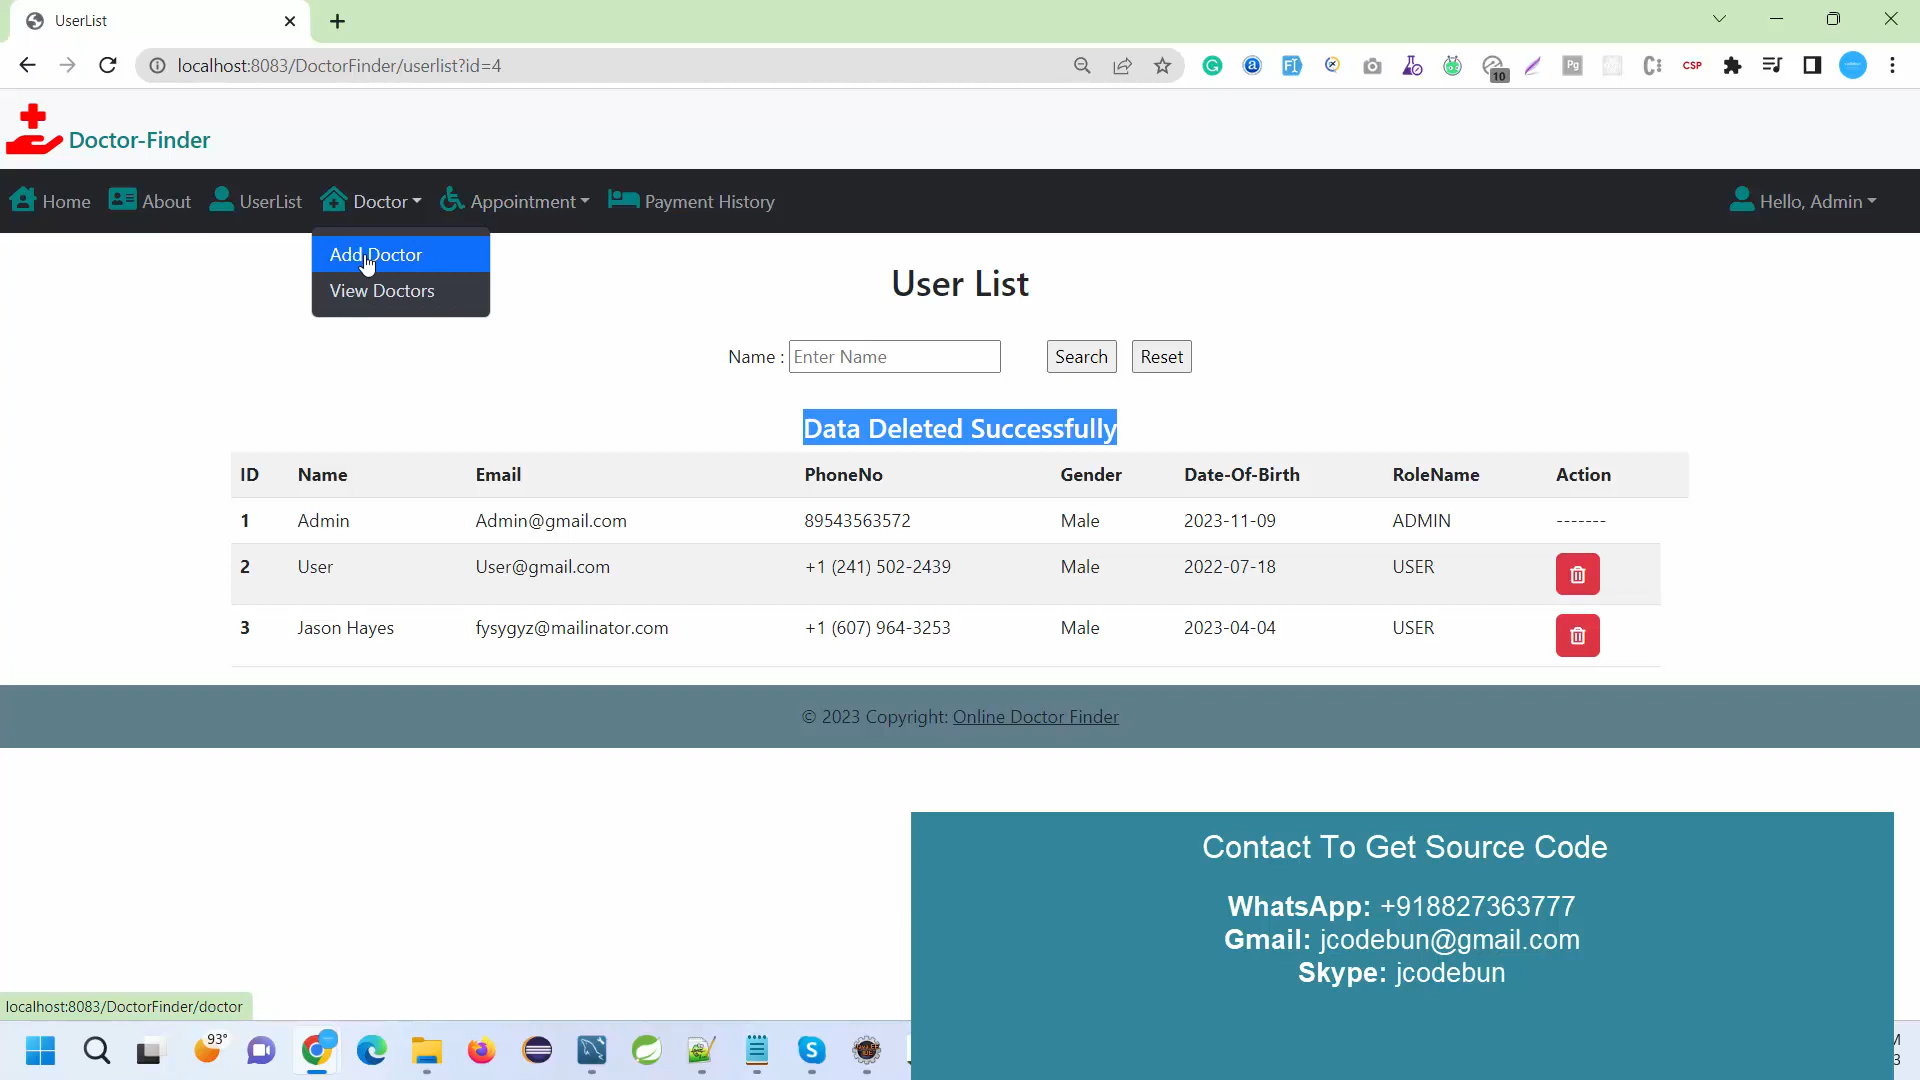 UserList
localhost:8083/DoctorFinder/userlist?id=4
10
Pg
CSP
Doctor-Finder
Home About UserList Doctor Appointment Payment History Hello, Admin
Add Doctor
View Doctors
User List
Name : Enter Name Search Reset
Data Deleted Successfully
ID Name Email PhoneNo Gender Date-Of-Birth RoleName Action
1 Admin Admin@gmail.com 89543563572 Male 2023-11-09 ADMIN -------
2 User User@gmail.com +1 (241) 502-2439 Male 2022-07-18 USER
3 Jason Hayes fysygyz@mailinator.com +1 (607) 964-3253 Male 2023-04-04 USER
© 2023 Copyright: Online Doctor Finder
Contact To Get Source Code
WhatsApp: +918827363777
Gmail: jcodebun@gmail.com
Skype: jcodebun
localhost:8083/DoctorFinder/doctor
93°